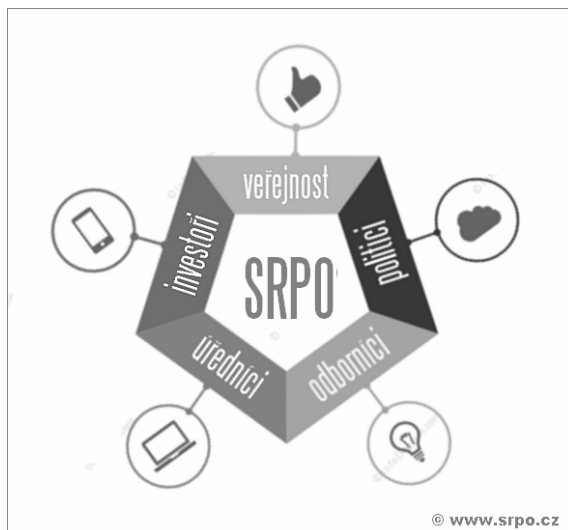 veřejnost
investoři
politici
SRPO
úředníci
odborníci
© www.srpo.cz